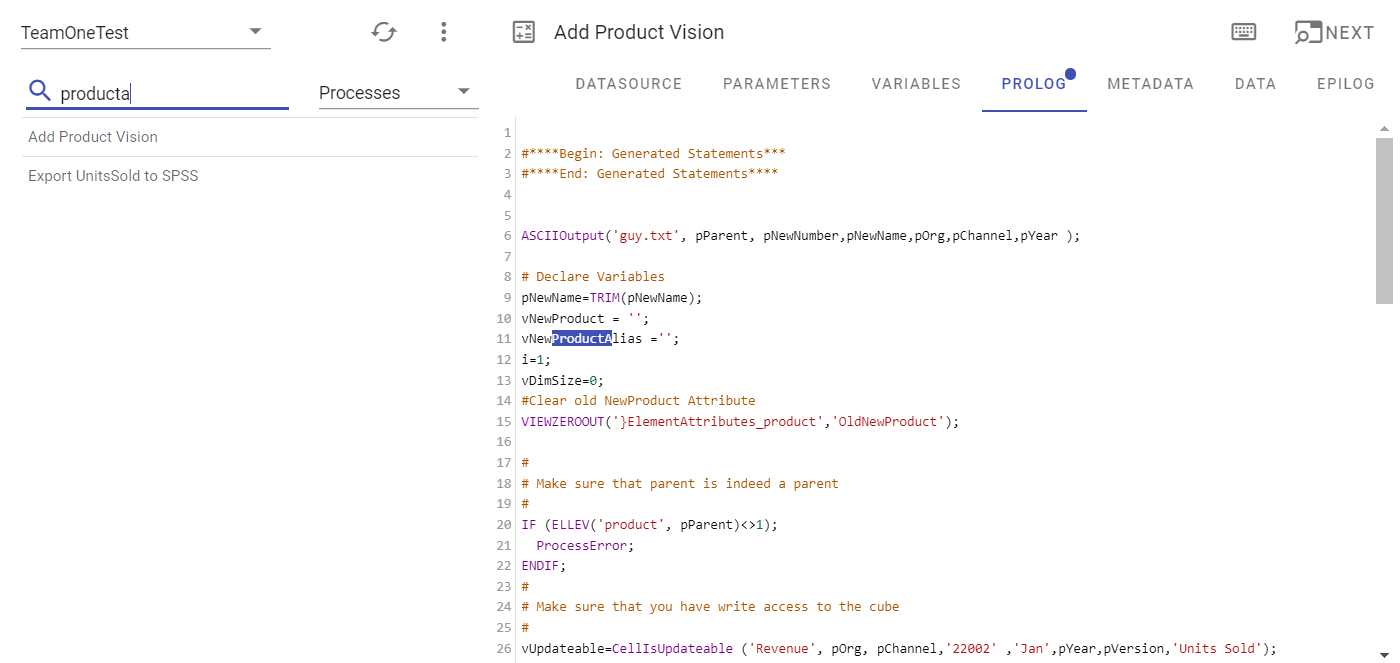 TeamOneTest
producta
Processes
Add Product Vision
Export UnitsSold to SPSS
Add Product Vision
NEXT
DATASOURCE PARAMETERS VARIABLES PROLOG METADATA DATA EPILOG
1
2 #****Begin: Generated Statements***
3 #****End: Generated Statements****
4
5
6 ASCIIOutput('guy.txt', pParent, pNewNumber,pNewName,pOrg,pChannel,pYear );
7
8 # Declare Variables
9 pNewName=TRIM(pNewName);
10 vNewProduct = '';
11 vNewProductAlias ='';
12 i=1;
13 vDimSize=0;
14 #Clear old NewProduct Attribute
15 VIEWZEROOUT('}ElementAttributes_product','OldNewProduct');
16
17 #
18 # Make sure that parent is indeed a parent
19 #
20 IF (ELLEV('product', pParent)<>1);
21   ProcessError;
22 ENDIF;
23 #
24 # Make sure that you have write access to the cube
25 #
26 vUpdateable=CellIsUpdateable ('Revenue', pOrg, pChannel,'22002' ,'Jan',pYear,pVersion,'Units Sold');